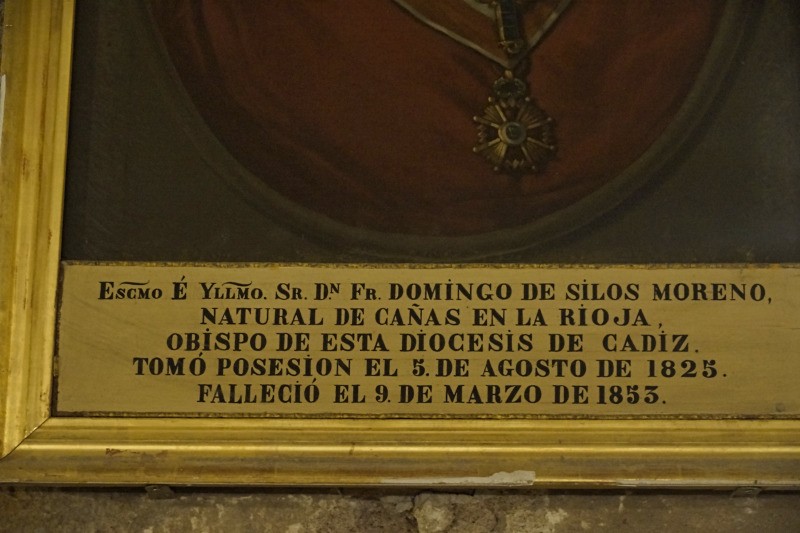 Escmo É Yllmo. Sr. Dn. Fr. DOMINGO DE SILOS MORENO,
NATURAL DE CAÑAS EN LA RIOJA,
OBISPO DE ESTA DIOCESIS DE CADIZ.
TOMÓ POSESION EL 5. DE AGOSTO DE 1825.
FALLECIÓ EL 9. DE MARZO DE 1853.